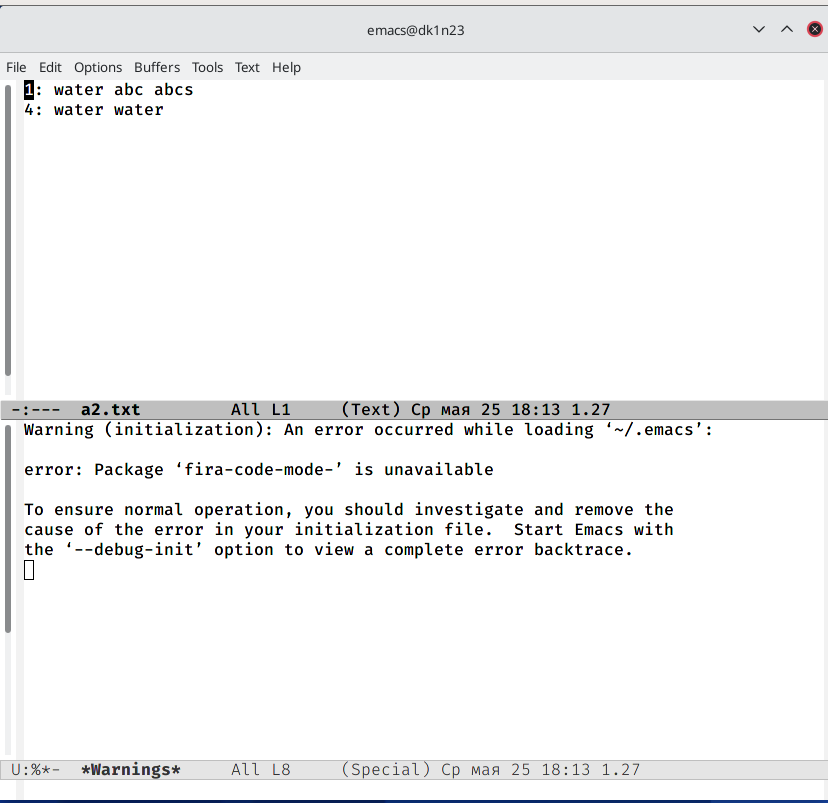 emacs@dk1n23
File Edit Options Buffers Tools Text Help
1: water abc abcs
4: water water
-:--- a2.txt All L1 (Text) Ср мая 25 18:13 1.27
Warning (initialization): An error occurred while loading ‘~/.emacs’:
error: Package ‘fira-code-mode-’ is unavailable
To ensure normal operation, you should investigate and remove the
cause of the error in your initialization file. Start Emacs with
the ‘--debug-init’ option to view a complete error backtrace.
U:%*- *Warnings* All L8 (Special) Ср мая 25 18:13 1.27